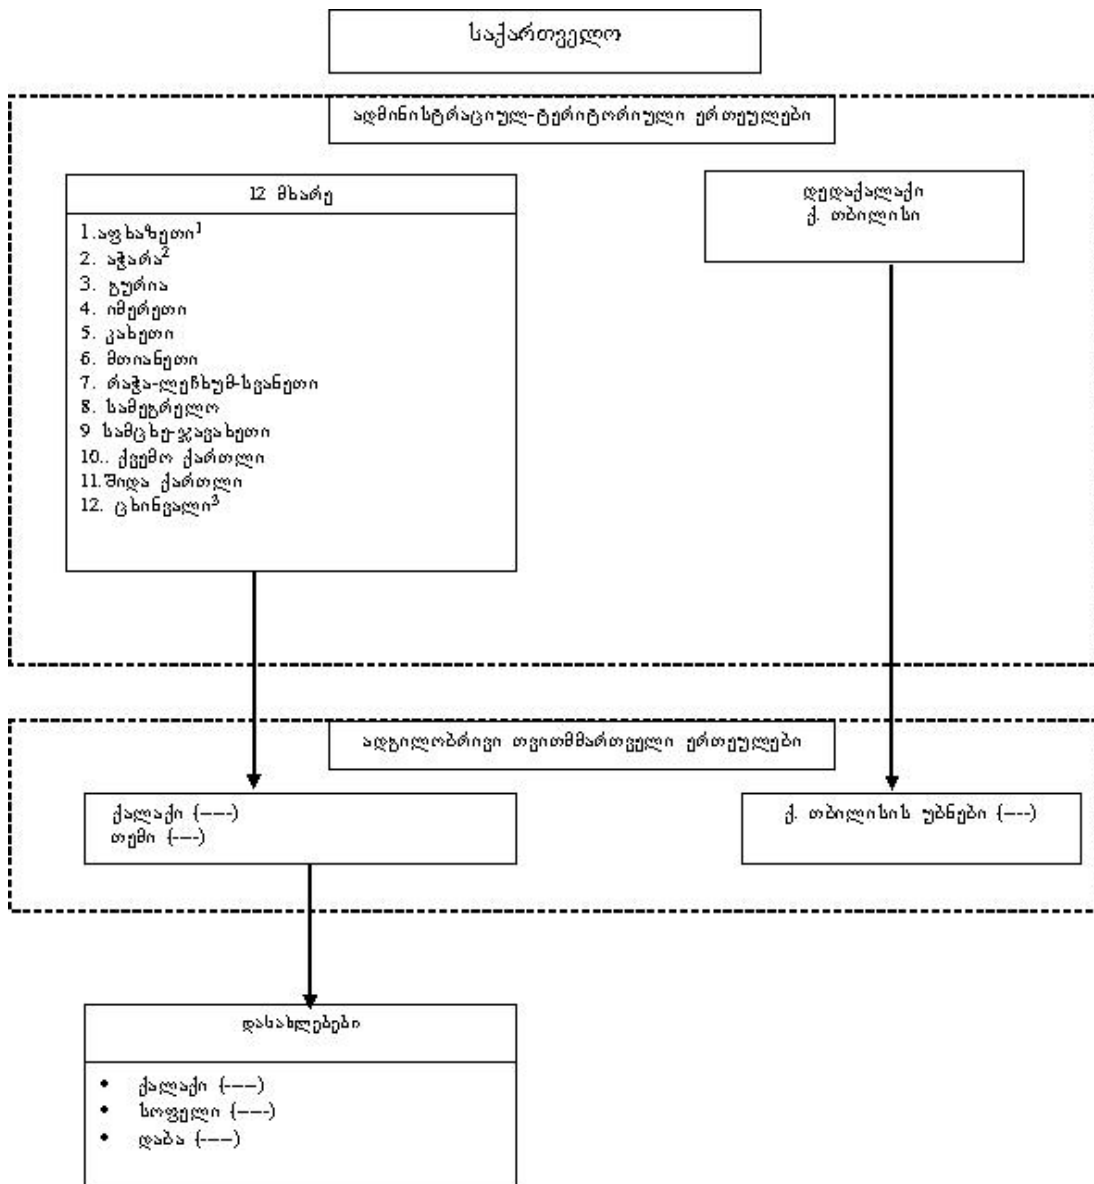 საქართველო
ადმინისტრაციულ-ტერიტორიული ერთეულები
12 მხარე
1.აფხაზეთი¹
2. აჭარა²
3. გურია
4. იმერეთი
5. კახეთი
6. მთიანეთი
7. რაჭა-ლეჩხუმ-სვანეთი
8. სამეგრელო
9 სამცხე-ჯავახეთი
10.. ქვემო ქართლი
11.შიდა ქართლი
12. ცხინვალი³
დედაქალაქი
ქ. თბილისი
ადგილობრივი თვითმმართველი ერთეულები
ქალაქი (-----)
თემი (----)
ქ. თბილისის უბნები (----)
დასახლებები
• ქალაქი (-----)
• სოფელი (-----)
• დაბა (-----)